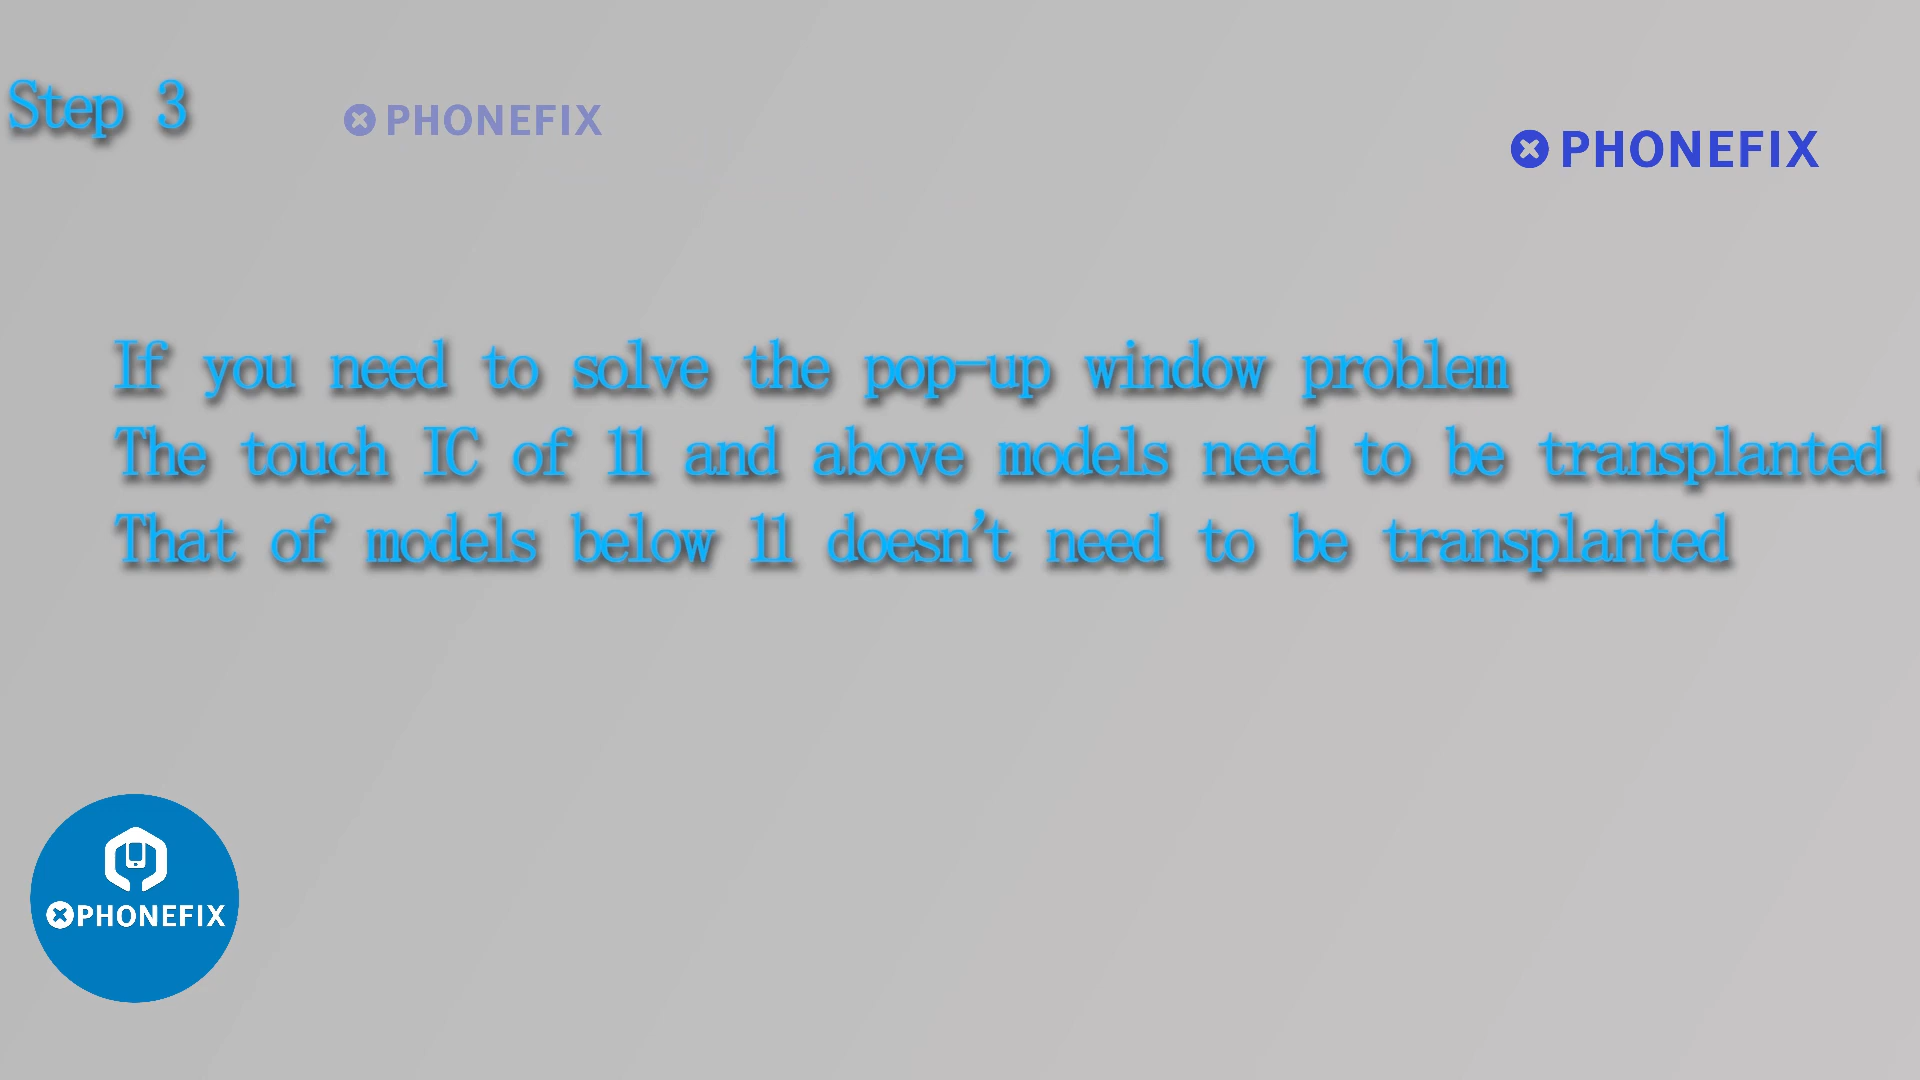 Step 3
PHONEFIX
PHONEFIX
If you need to solve the pop-up window problem
The touch IC of 11 and above models need to be transplanted
That of models below 11 doesn't need to be transplanted
PHONEFIX